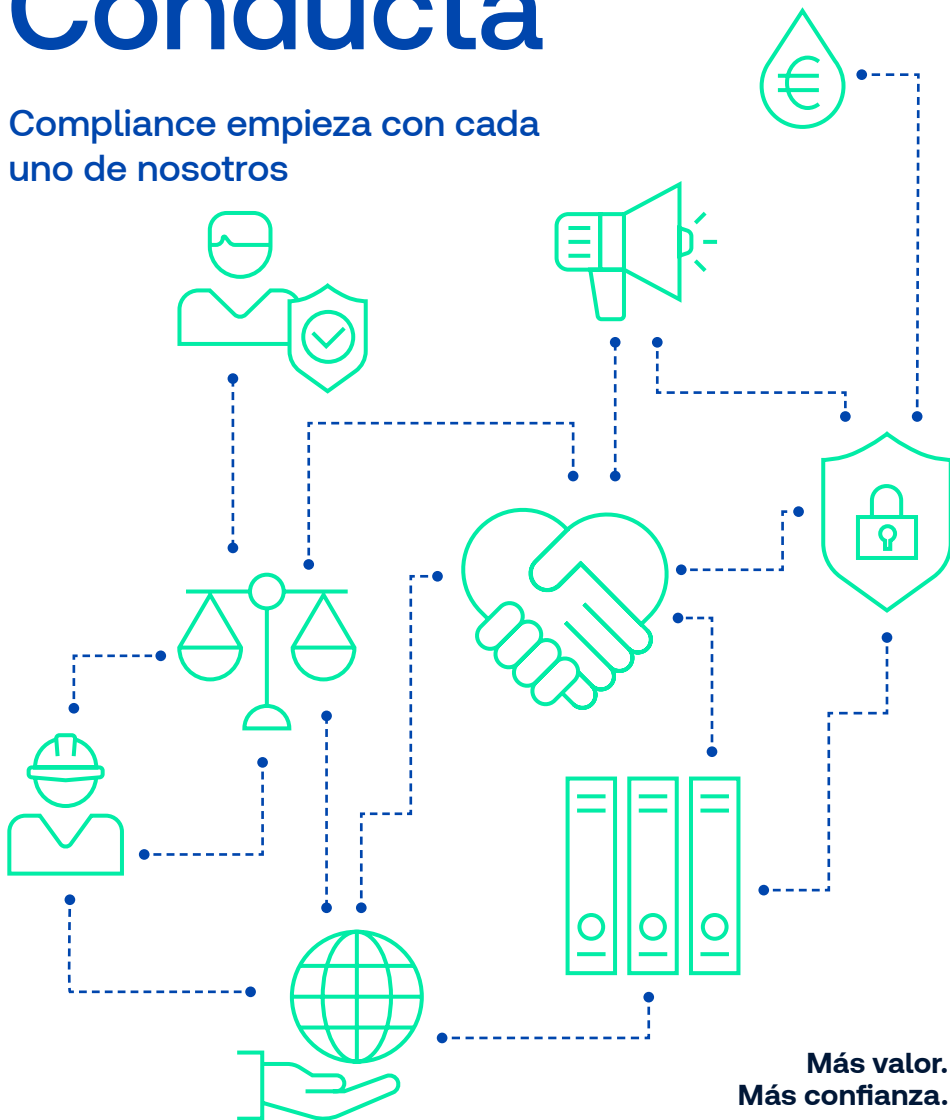 Conducta
Compliance empieza con cada
uno de nosotros
€
Más valor.
Más confianza.